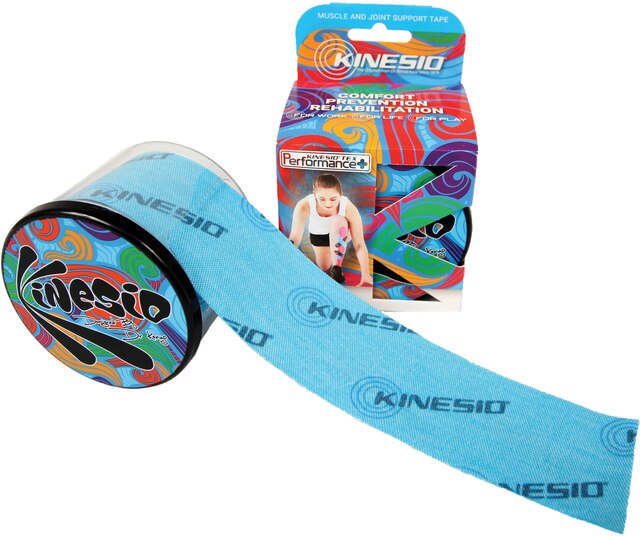 MUSCLE AND JOINT SUPPORT TAPE
KINESIO
COMFORT
PREVENTION
REHABILITATION
FOR WORK FOR LIFE FOR PLAY
KINESIO TEX
Performance+
KINESIO
KINESIO
KINESIO
KINESIO
NESIO
Kinesio